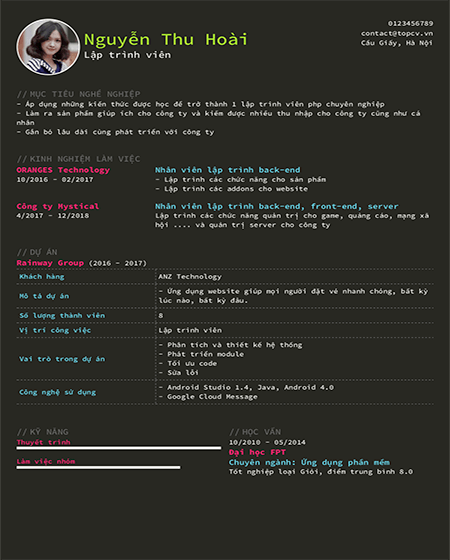 0123456789
Nguyễn Thu Hoài
contact@topcv.vn
Cầu Giấy, Hà Nội
Lập trình viên
// MỤC TIÊU NGHỀ NGHIỆP
- Áp dụng những kiến thức được học để trở thành 1 lập trình viên php chuyên nghiệp
- Làm ra sản phẩm giúp ích cho công ty và kiếm được nhiều thu nhập cho công ty cũng như cá
nhân
- Gắn bó lâu dài cùng phát triển với công ty
// KINH NGHIỆM LÀM VIỆC
ORANGES Technology
10/2016 - 02/2017
Nhân viên lập trình back-end
- Lập trình các chức năng cho sản phẩm
- Lập trình các addons cho website
Công ty Mystical
4/2017 - 12/2018
Nhân viên lập trình back-end, front-end, server
Lập trình các chức năng quản trị cho game, quảng cáo, mạng xã
hội .... và quản trị server cho công ty
// DỰ ÁN
Rainway Group (2016 - 2017)
Khách hàng ANZ Technology
Mô tả dự án
- Ứng dụng website giúp mọi người đặt vé nhanh chóng, bất kỳ
lúc nào, bất kỳ đâu.
Số lượng thành viên 8
Vị trí công việc Lập trình viên
Vai trò trong dự án
- Phân tích và thiết kế hệ thống
- Phát triển module
- Tối ưu code
- Sửa lỗi
Công nghệ sử dụng
- Android Studio 1.4, Java, Android 4.0
- Google Cloud Message
// KỸ NĂNG
Thuyết trình
Làm việc nhóm
// HỌC VẤN
10/2010 - 05/2014
Đại học FPT
Chuyên ngành: Ứng dụng phần mềm
Tốt nghiệp loại Giỏi, điểm trung bình 8.0